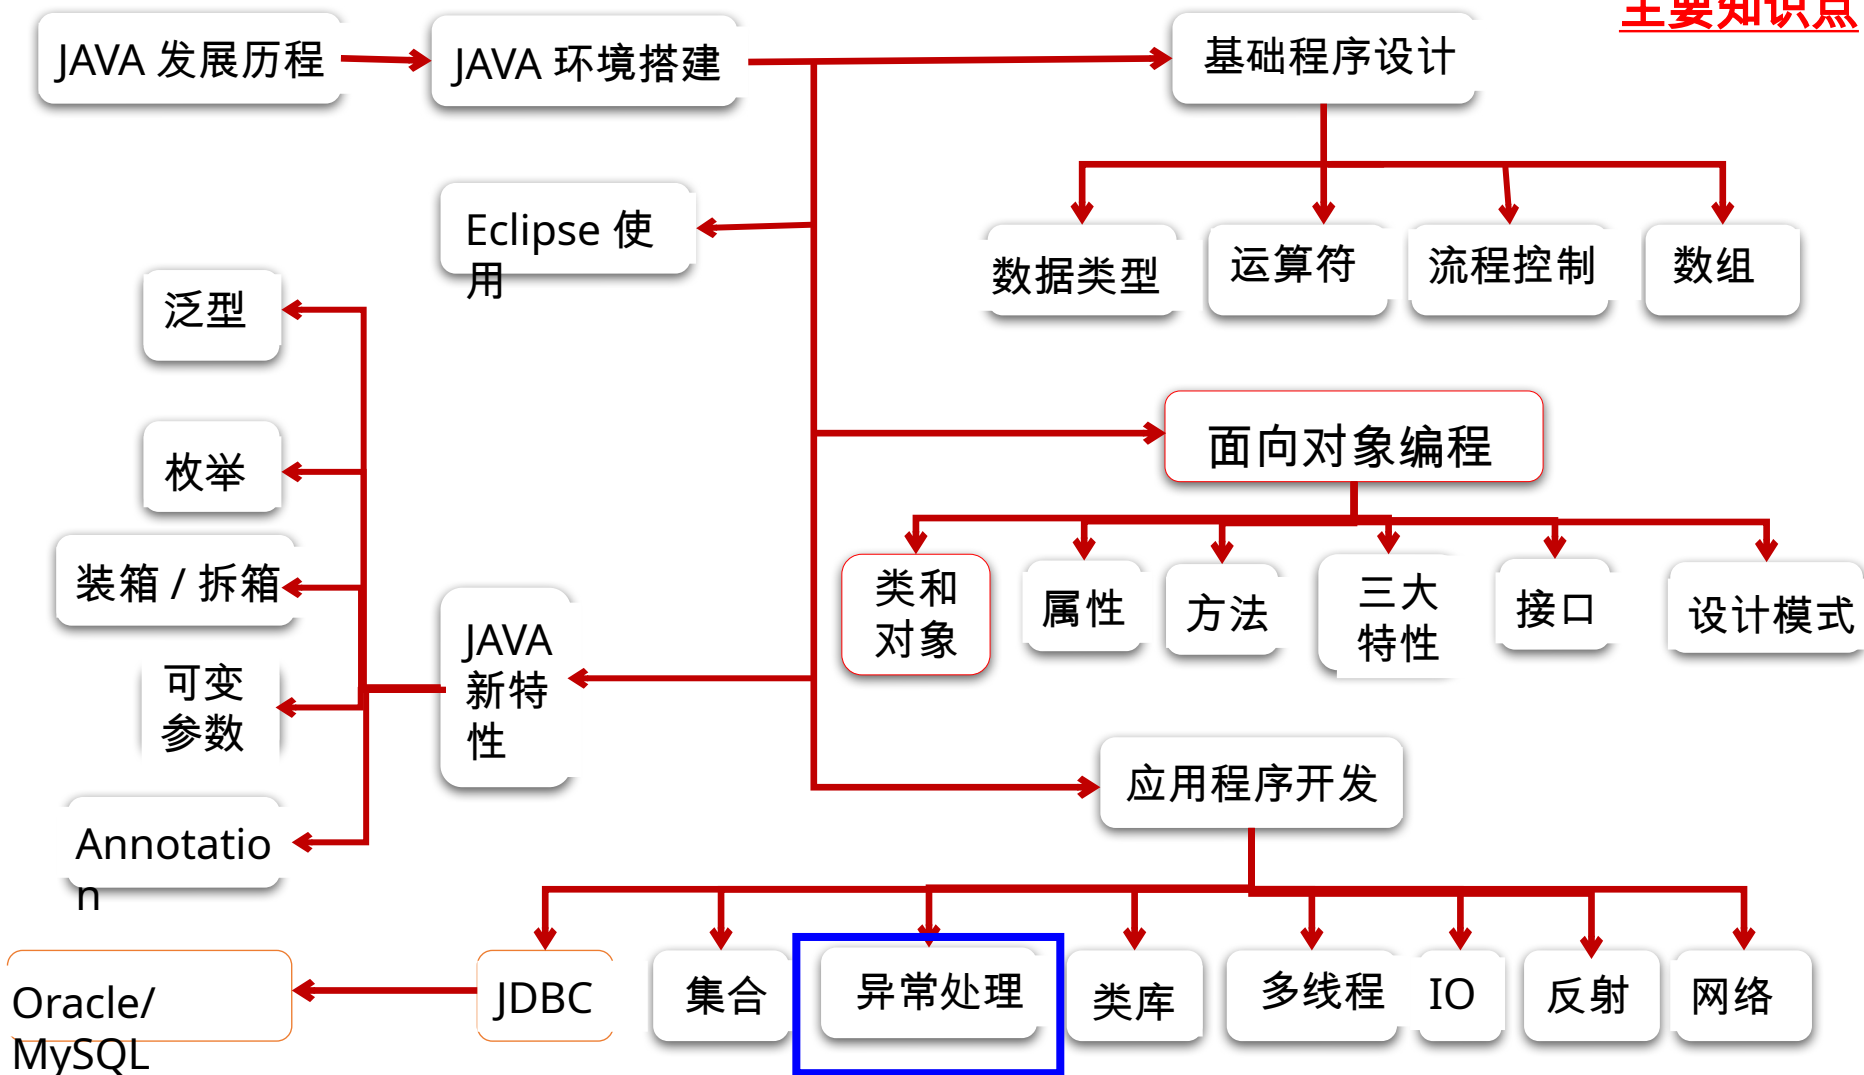 主要知识点
JAVA 发展历程
JAVA 环境搭建
基础程序设计
Eclipse 使
用
数据类型
运算符
流程控制
数组
泛型
枚举
装箱 / 拆箱
可变
参数
Annotatio
n
JAVA
新特
性
面向对象编程
类和
对象
属性
方法
三大
特性
接口
设计模式
应用程序开发
Oracle/
MySQL
JDBC
集合
异常处理
类库
多线程
IO
反射
网络